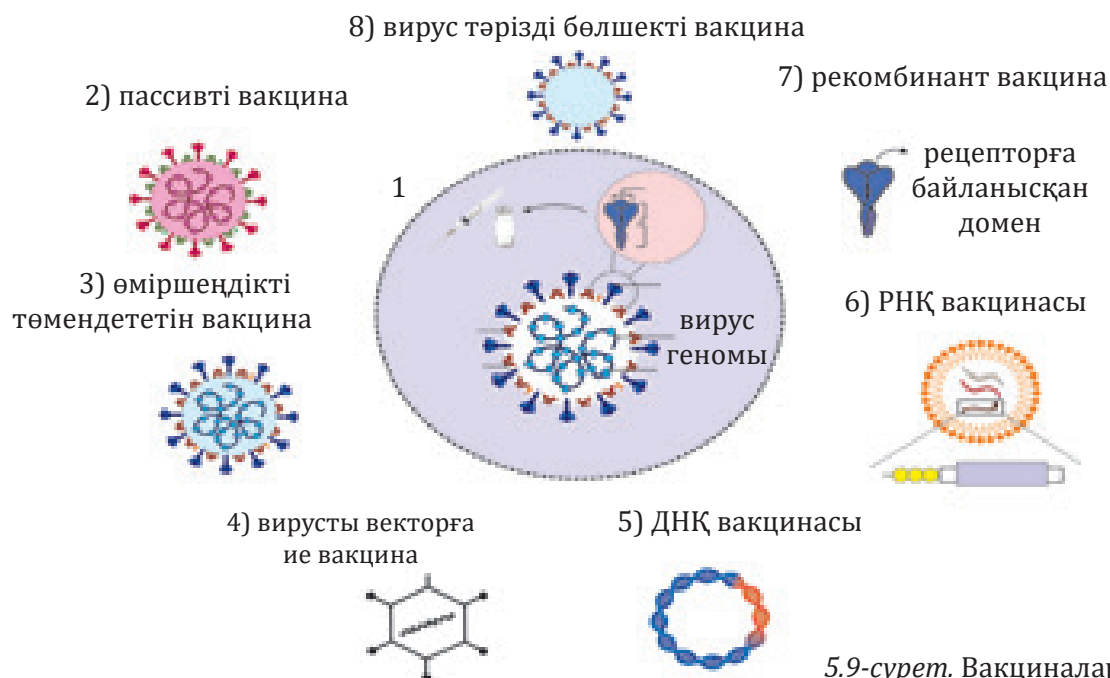 8) вирус тәрізді бөлшекті вакцина
2) пассивті вакцина
7) рекомбинант вакцина
рецепторға
байланысқан
домен
1
3) өміршеңдікті
төмендететін вакцина
6) РНҚ вакцинасы
вирус
геномы
4) вирусты векторға
ие вакцина
5) ДНҚ вакцинасы
5.9-сурет. Вакциналар